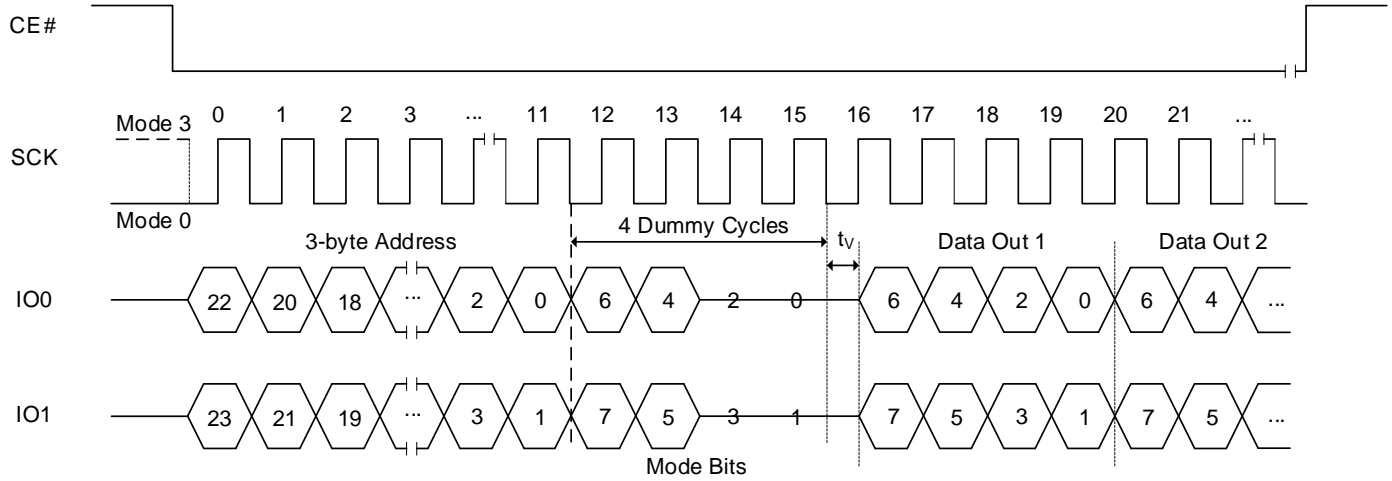 CE#
0 1 2 3 ... 11 12 13 14 15 16 17 18 19 20 21 ...
Mode 3
SCK
Mode 0
3-byte Address 4 Dummy Cycles tV Data Out 1 Data Out 2
IO0 22 20 18 ... 2 0 6 4 2 0 6 4 2 0 6 4 ...
IO1 23 21 19 ... 3 1 7 5 3 1 7 5 3 1 7 5 ...
Mode Bits